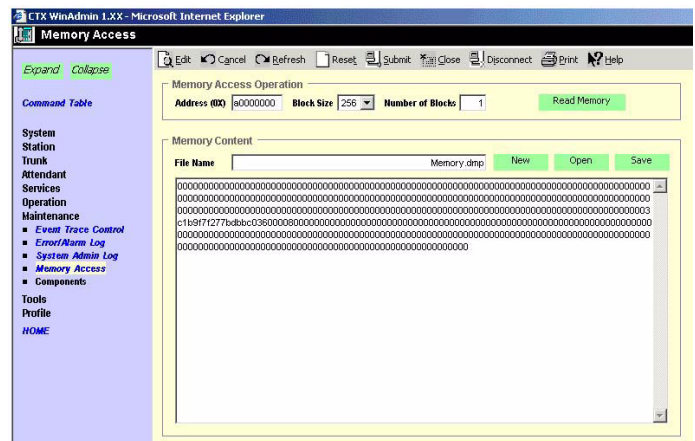 CTX WinAdmin 1.XX - Microsoft Internet Explorer
Memory Access
Expand Collapse
Edit Cancel Refresh Reset Submit Close Disconnect Print Help
Command Table
System
Station
Trunk
Attendant
Services
Operation
Maintenance
Event Trace Control
Error/Alarm Log
System Admin Log
Memory Access
Components
Tools
Profile
HOME
Memory Access Operation
Address (0X) a0000000 Block Size 256 Number of Blocks 1 Read Memory
Memory Content
File Name Memory.dmp New Open Save